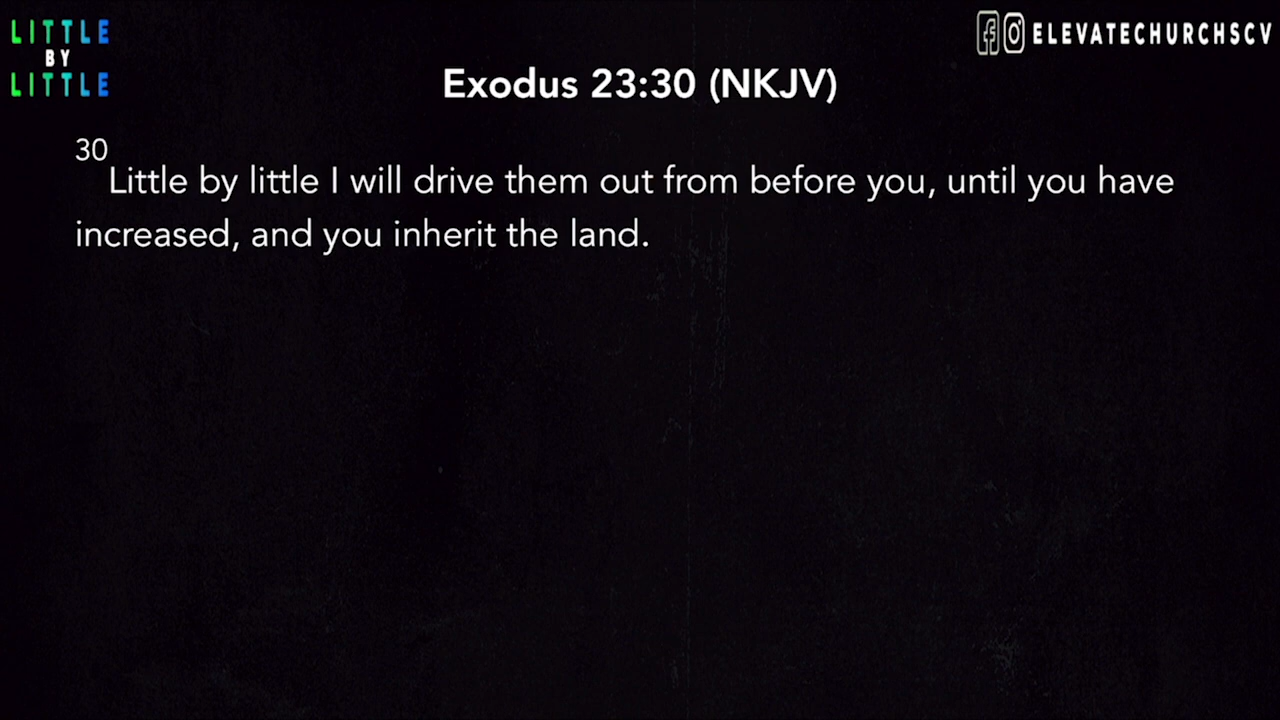 LITTLE
BY
LITTLE
ELEVATECHURCHSCV
Exodus 23:30 (NKJV)
30
Little by little I will drive them out from before you, until you have
increased, and you inherit the land.